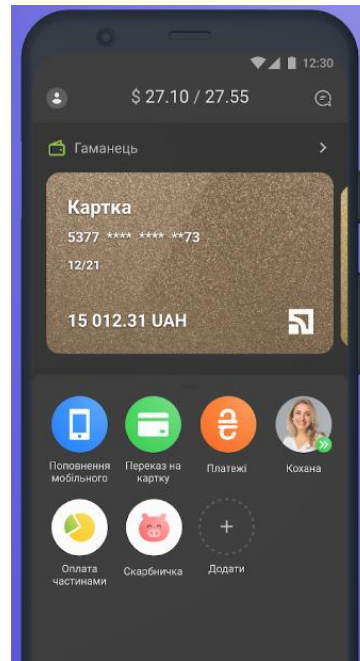 12:30
$ 27.10 / 27.55
Гаманець
Картка
5377 **** **** **73
12/21
15 012.31 UAH
Поповнення
мобільного
Переказ на
картку
Платежі
Кохана
Оплата
частинами
Скарбничка
Додати